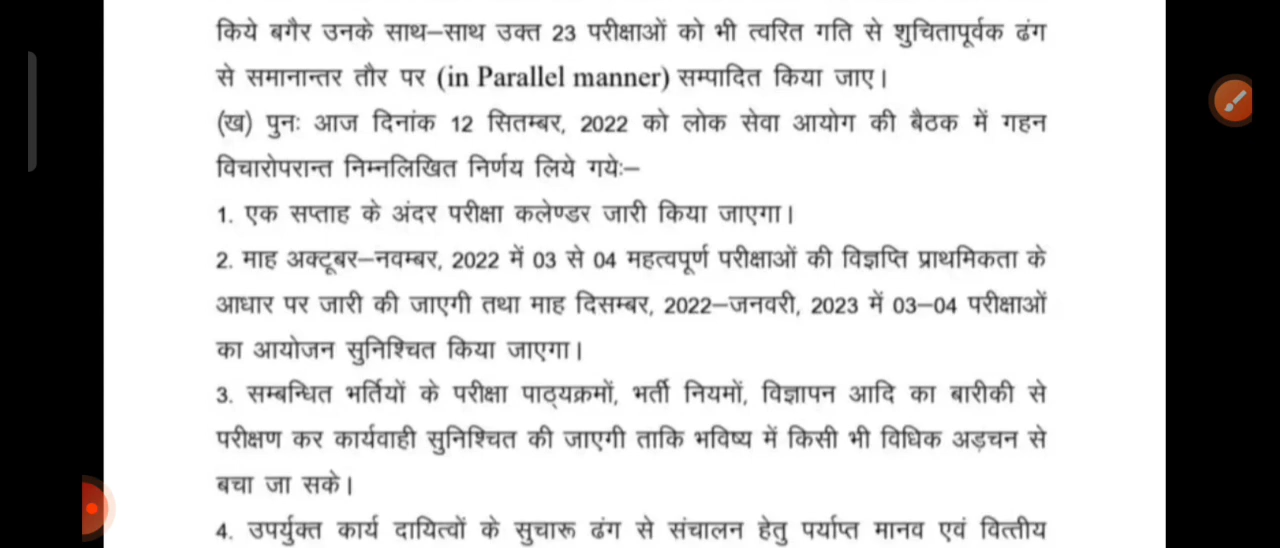 किये बगैर उनके साथ–साथ उक्त 23 परीक्षाओं को भी त्वरित गति से शुचितापूर्वक ढंग
से समानान्तर तौर पर (in Parallel manner) सम्पादित किया जाए।
(ख) पुनः आज दिनांक 12 सितम्बर, 2022 को लोक सेवा आयोग की बैठक में गहन
विचारोपरान्त निम्नलिखित निर्णय लिये गयेः–
1. एक सप्ताह के अंदर परीक्षा कलेण्डर जारी किया जाएगा।
2. माह अक्टूबर–नवम्बर, 2022 में 03 से 04 महत्वपूर्ण परीक्षाओं की विज्ञप्ति प्राथमिकता के
आधार पर जारी की जाएगी तथा माह दिसम्बर, 2022–जनवरी, 2023 में 03–04 परीक्षाओं
का आयोजन सुनिश्चित किया जाएगा।
3. सम्बन्धित भर्तियों के परीक्षा पाठ्यक्रमों, भर्ती नियमों, विज्ञापन आदि का बारीकी से
परीक्षण कर कार्यवाही सुनिश्चित की जाएगी ताकि भविष्य में किसी भी विधिक अड़चन से
बचा जा सके।
4. उपर्युक्त कार्य दायित्वों के सुचारू ढंग से संचालन हेतु पर्याप्त मानव एवं वित्तीय